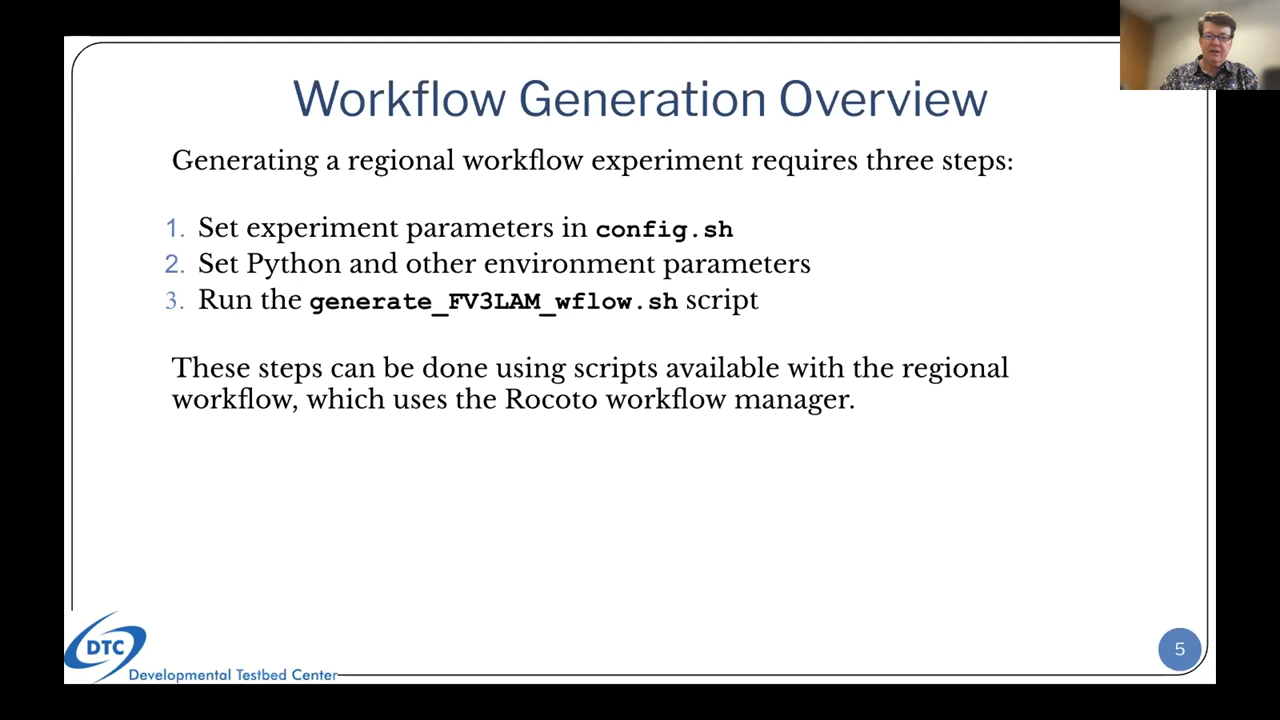 Workflow Generation Overview
Generating a regional workflow experiment requires three steps:
1. Set experiment parameters in config.sh
2. Set Python and other environment parameters
3. Run the generate_FV3LAM_wflow.sh script
These steps can be done using scripts available with the regional
workflow, which uses the Rocoto workflow manager.
DTC
Developmental Testbed Center
5